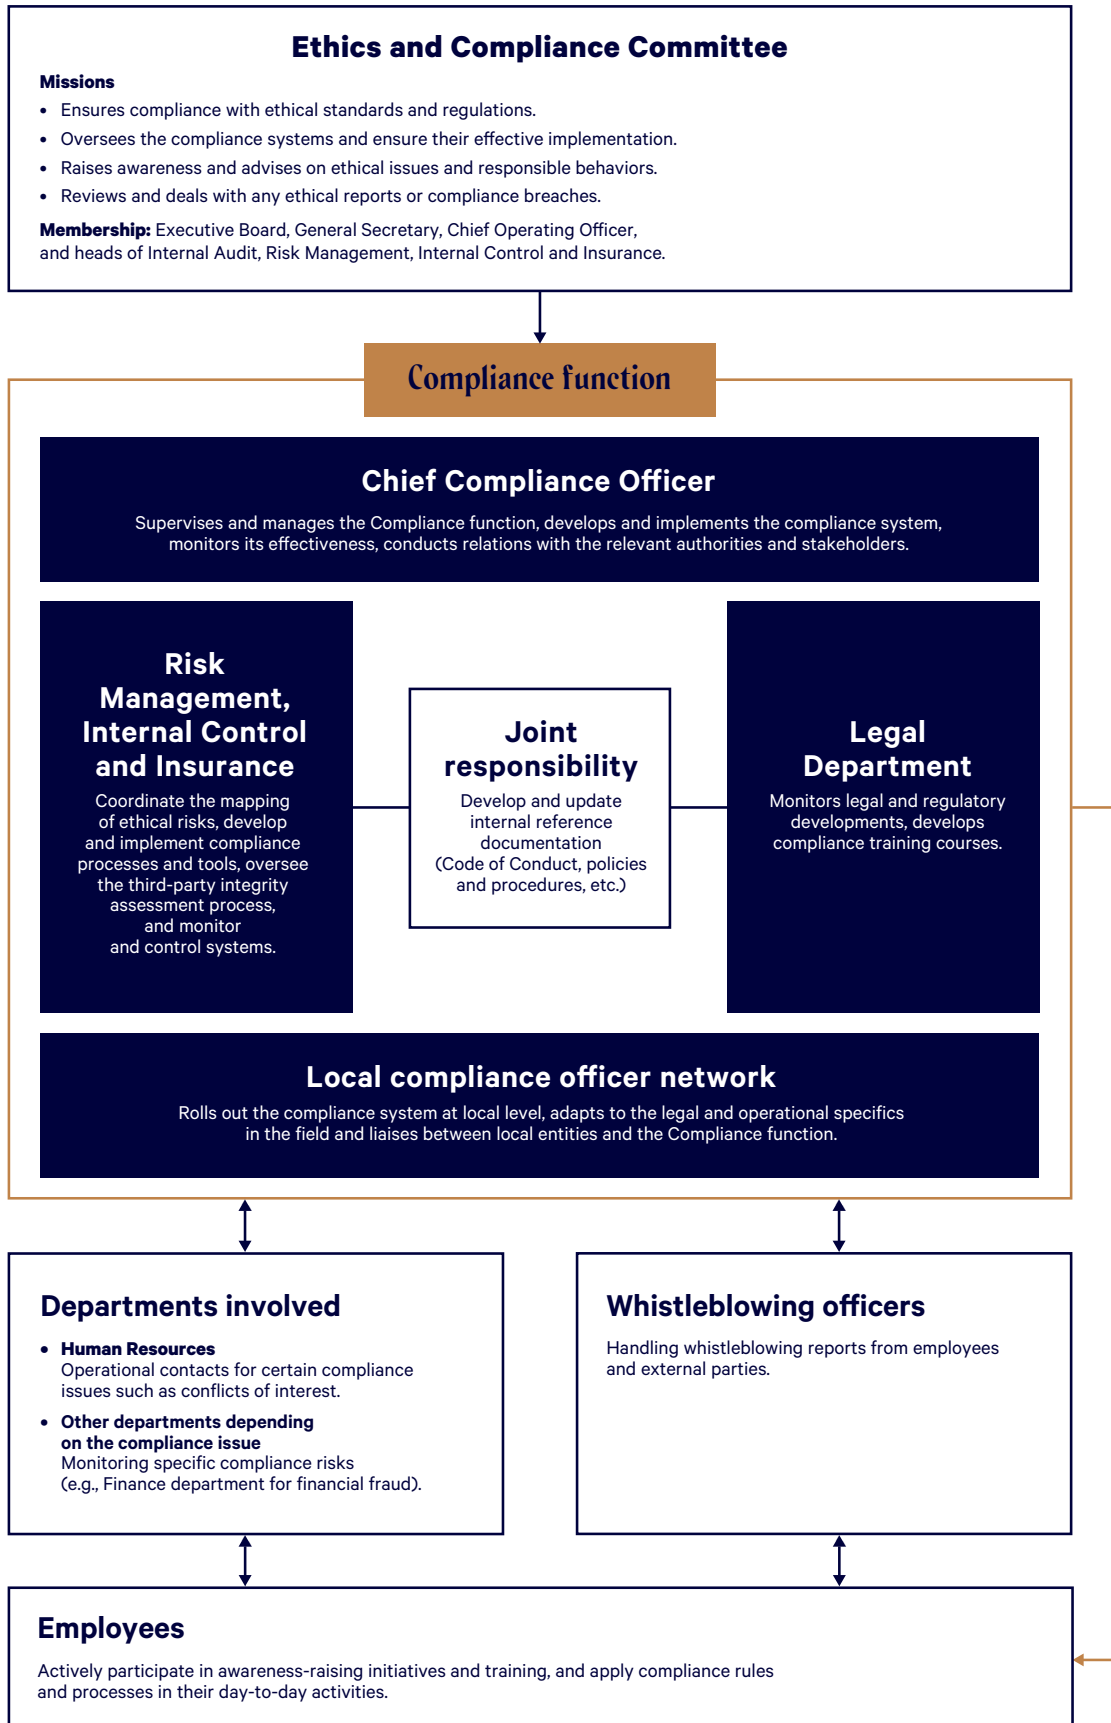 Ethics and Compliance Committee
Missions
• Ensures compliance with ethical standards and regulations.
• Oversees the compliance systems and ensure their effective implementation.
• Raises awareness and advises on ethical issues and responsible behaviors.
• Reviews and deals with any ethical reports or compliance breaches.
Membership: Executive Board, General Secretary, Chief Operating Officer,
and heads of Internal Audit, Risk Management, Internal Control and Insurance.
Compliance function
Chief Compliance Officer
Supervises and manages the Compliance function, develops and implements the compliance system,
monitors its effectiveness, conducts relations with the relevant authorities and stakeholders.
Risk
Management,
Internal Control
and Insurance
Coordinate the mapping
of ethical risks, develop
and implement compliance
processes and tools, oversee
the third-party integrity
assessment process,
and monitor
and control systems.
Joint
responsibility
Develop and update
internal reference
documentation
(Code of Conduct, policies
and procedures, etc.)
Legal
Department
Monitors legal and regulatory
developments, develops
compliance training courses.
Local compliance officer network
Rolls out the compliance system at local level, adapts to the legal and operational specifics
in the field and liaises between local entities and the Compliance function.
Departments involved
• Human Resources
Operational contacts for certain compliance
issues such as conflicts of interest.
• Other departments depending
on the compliance issue
Monitoring specific compliance risks
(e.g., Finance department for financial fraud).
Whistleblowing officers
Handling whistleblowing reports from employees
and external parties.
Employees
Actively participate in awareness-raising initiatives and training, and apply compliance rules
and processes in their day-to-day activities.